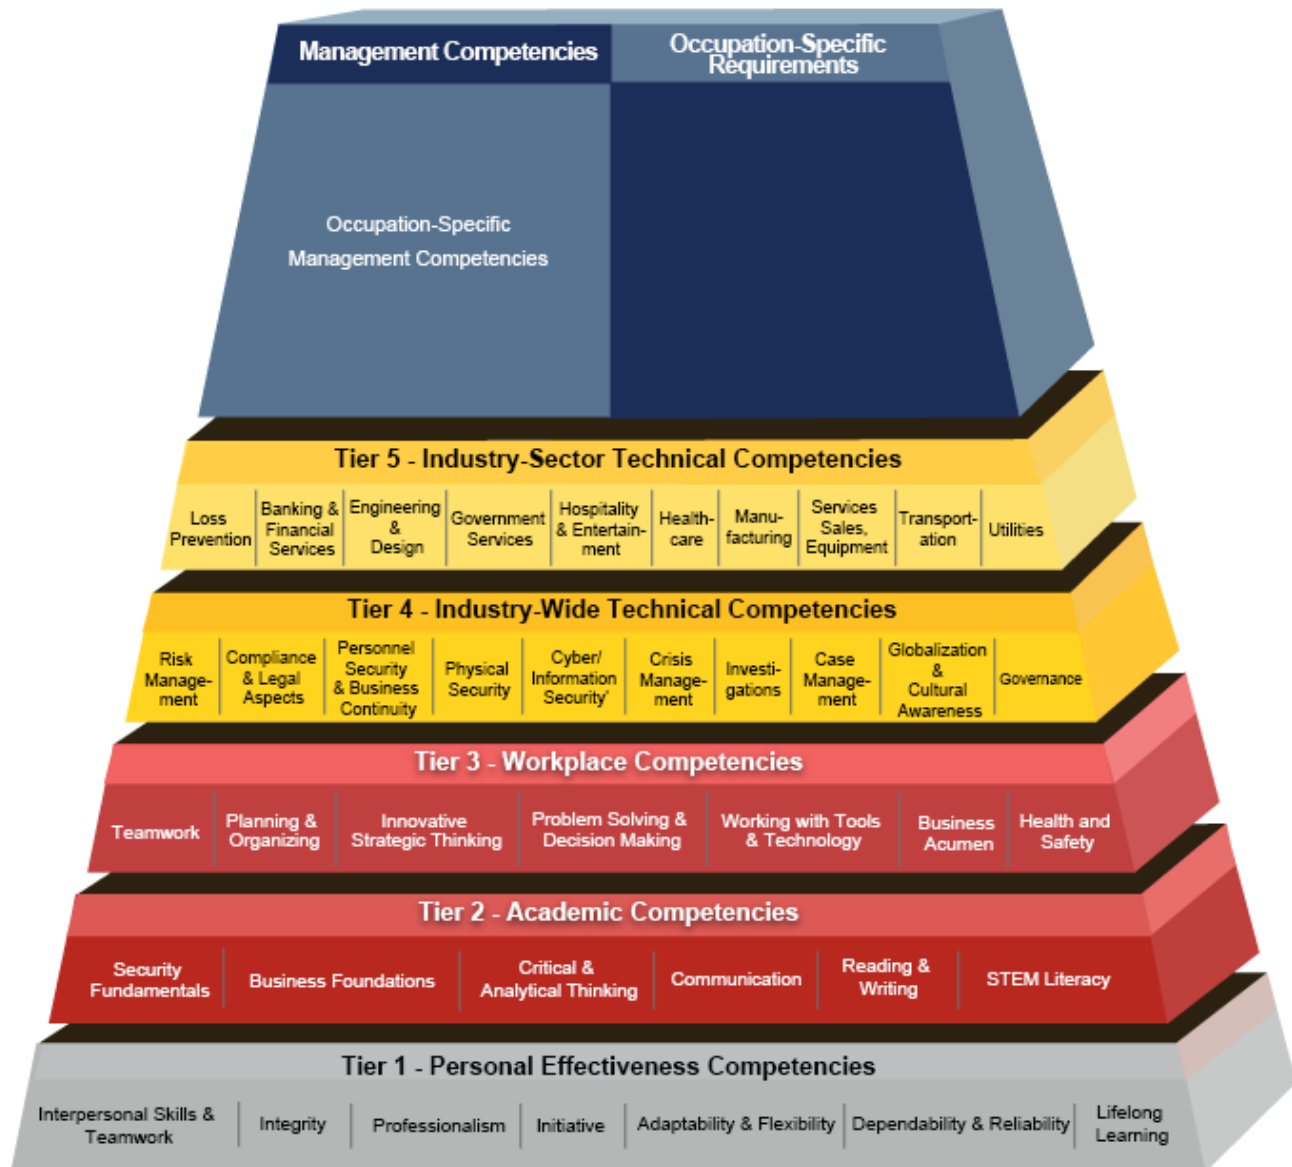 Management Competencies
Occupation-Specific
Requirements
Occupation-Specific
Management Competencies
Tier 5 - Industry-Sector Technical Competencies
Loss
Prevention
Banking &
Financial
Services
Engineering
&
Design
Government
Services
Hospitality
& Entertain-
ment
Health-
care
Manu-
facturing
Services
Sales,
Equipment
Transport-
ation
Utilities
Tier 4 - Industry-Wide Technical Competencies
Risk
Manage-
ment
Compliance
& Legal
Aspects
Personnel
Security
& Business
Continuity
Physical
Security
Cyber/
Information
Security'
Crisis
Manage-
ment
Investi-
gations
Case
Manage-
ment
Globalization
&
Cultural
Awareness
Governance
Tier 3 - Workplace Competencies
Teamwork
Planning &
Organizing
Innovative
Strategic Thinking
Problem Solving &
Decision Making
Working with Tools
& Technology
Business
Acumen
Health and
Safety
Tier 2 - Academic Competencies
Security
Fundamentals
Business Foundations
Critical &
Analytical Thinking
Communication
Reading &
Writing
STEM Literacy
Tier 1 - Personal Effectiveness Competencies
Interpersonal Skills &
Teamwork
Integrity
Professionalism
Initiative
Adaptability & Flexibility
Dependability & Reliability
Lifelong
Learning